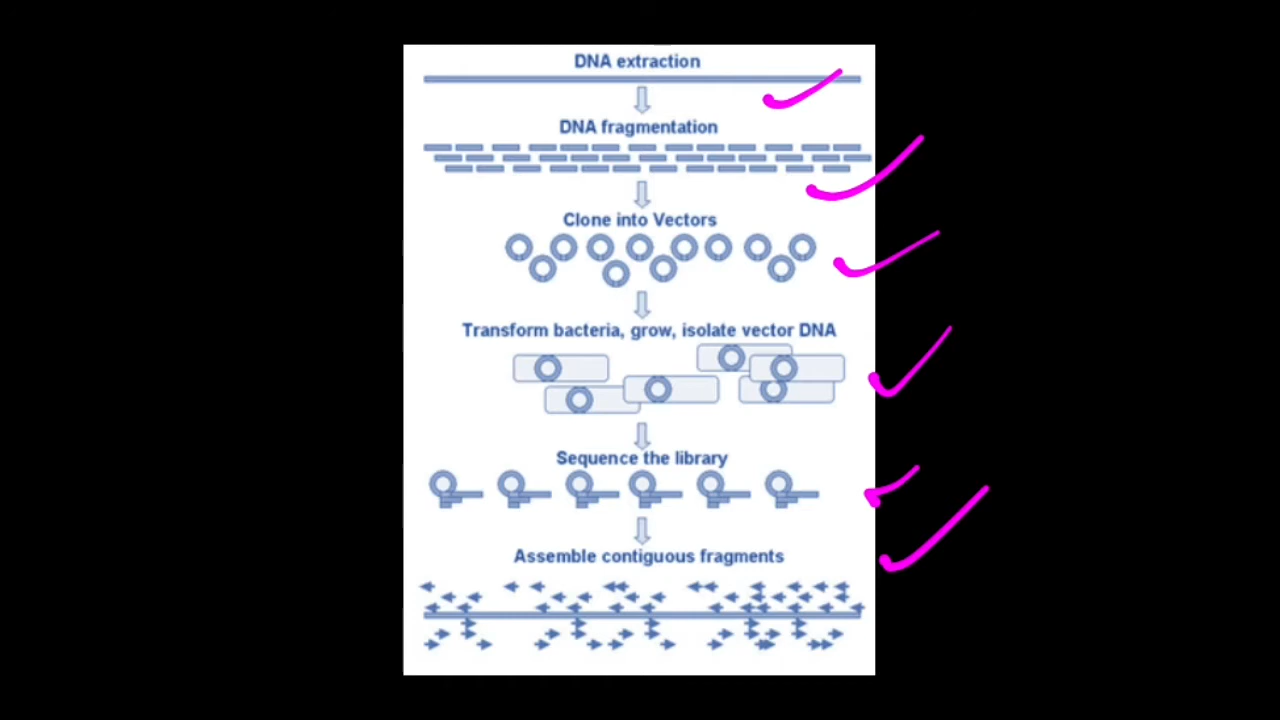 DNA extraction
DNA fragmentation
Clone into Vectors
Transform bacteria, grow, isolate vector DNA
Sequence the library
Assemble contiguous fragments